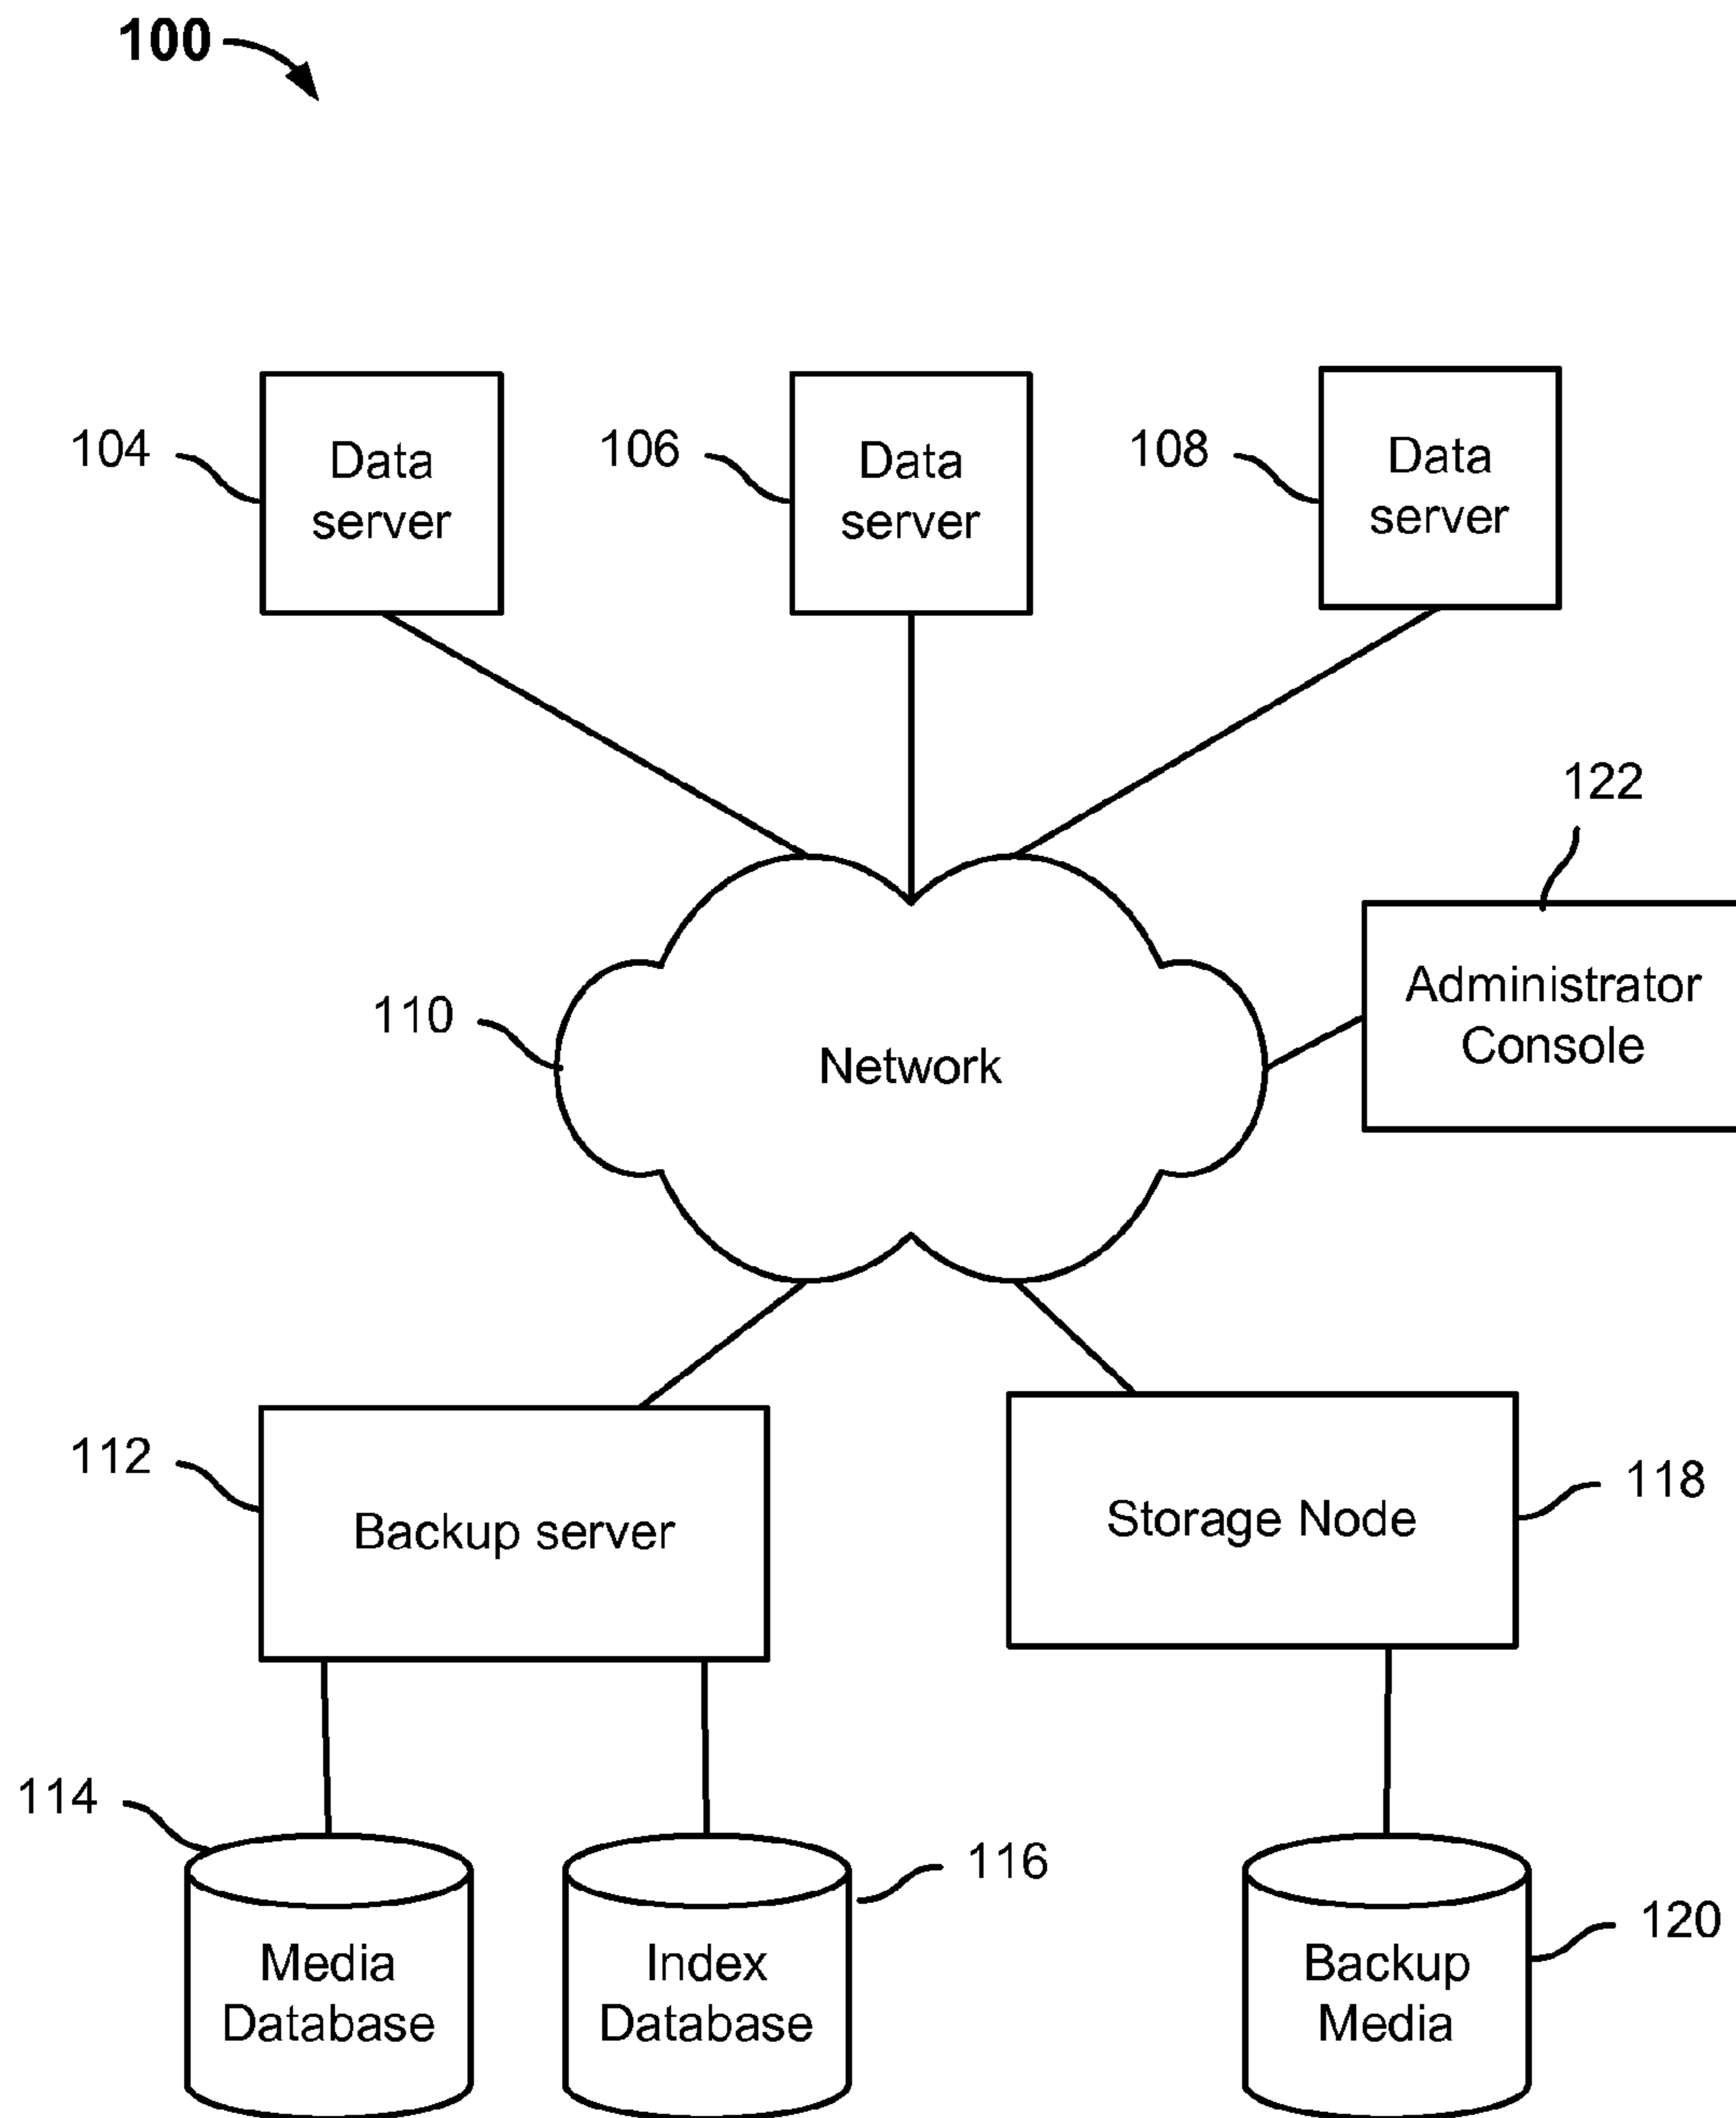 100
104
Data
server
106
Data
server
108
Data
server
122
Administrator
Console
110
Network
112
Backup server
118
Storage Node
114
Media
Database
116
Index
Database
120
Backup
Media